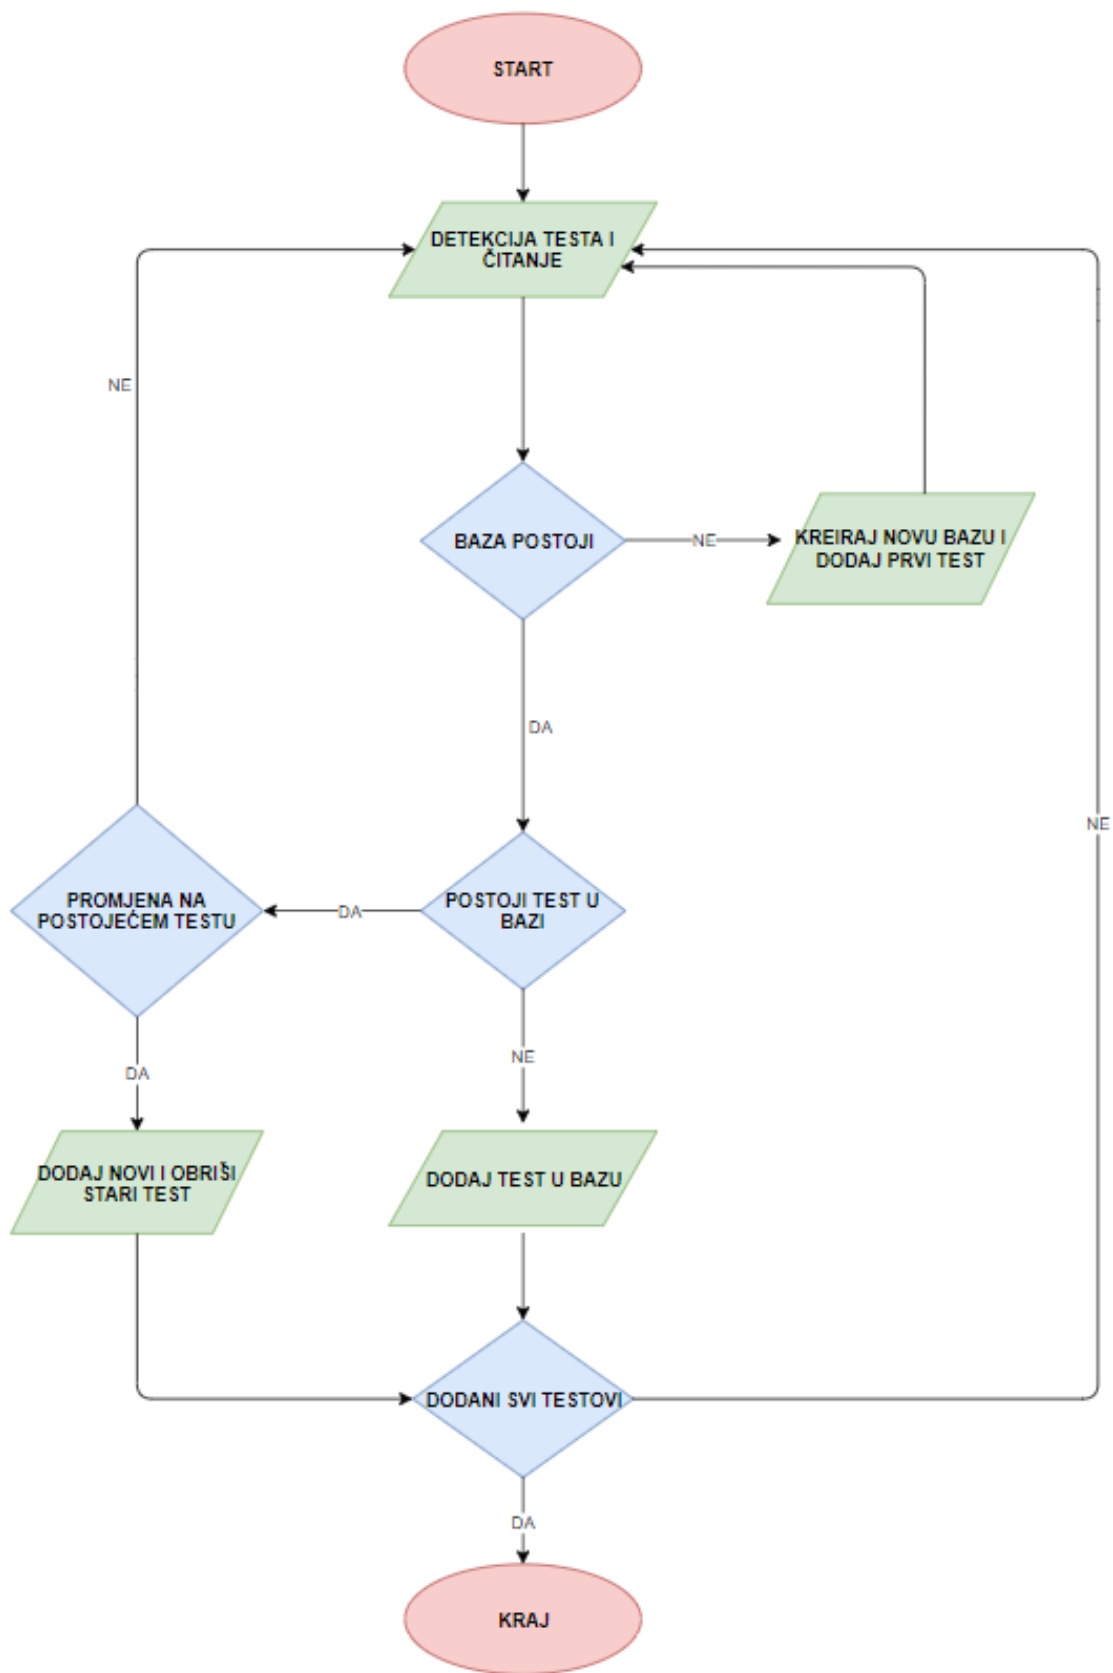 START
DETEKCIJA TESTA I
ČITANJE
NE
BAZA POSTOJI
NE
KREIRAJ NOVU BAZU I
DODAJ PRVI TEST
DA
NE
PROMJENA NA
POSTOJEĆEM TESTU
DA
POSTOJI TEST U
BAZI
NE
DA
DODAJ NOVI I OBRIŠI
STARI TEST
DODAJ TEST U BAZU
DODANI SVI TESTOVI
DA
KRAJ